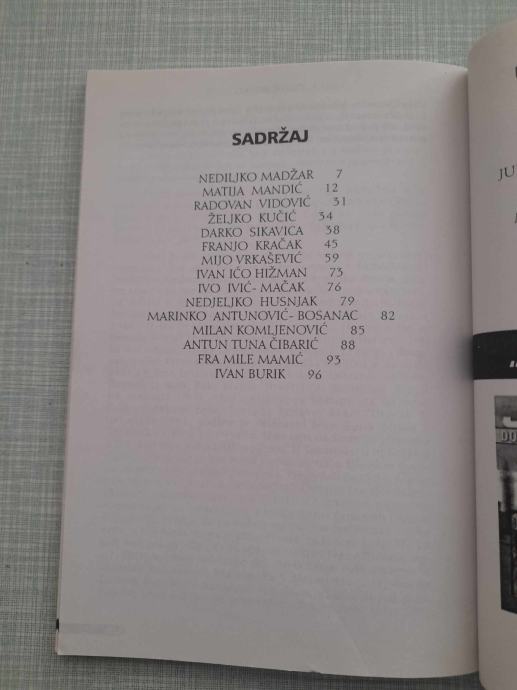 SADRŽAJ
NEDILJKO MADŽAR 7
MATIJA MANDIĆ 12
RADOVAN VIDOVIĆ 31
ŽELJKO KUČIĆ 34
DARKO SIKAVICA 38
FRANJO KRAČAK 45
MIJO VRKAŠEVIĆ 59
IVAN IĆO HIŽMAN 73
IVO IVIĆ- MAČAK 76
NEDJELJKO HUSNJAK 79
MARINKO ANTUNOVIĆ- BOSANAC 82
MILAN KOMLJENOVIĆ 85
ANTUN TUNA ČIBARIĆ 88
FRA MILE MAMIĆ 93
IVAN BURIK 96